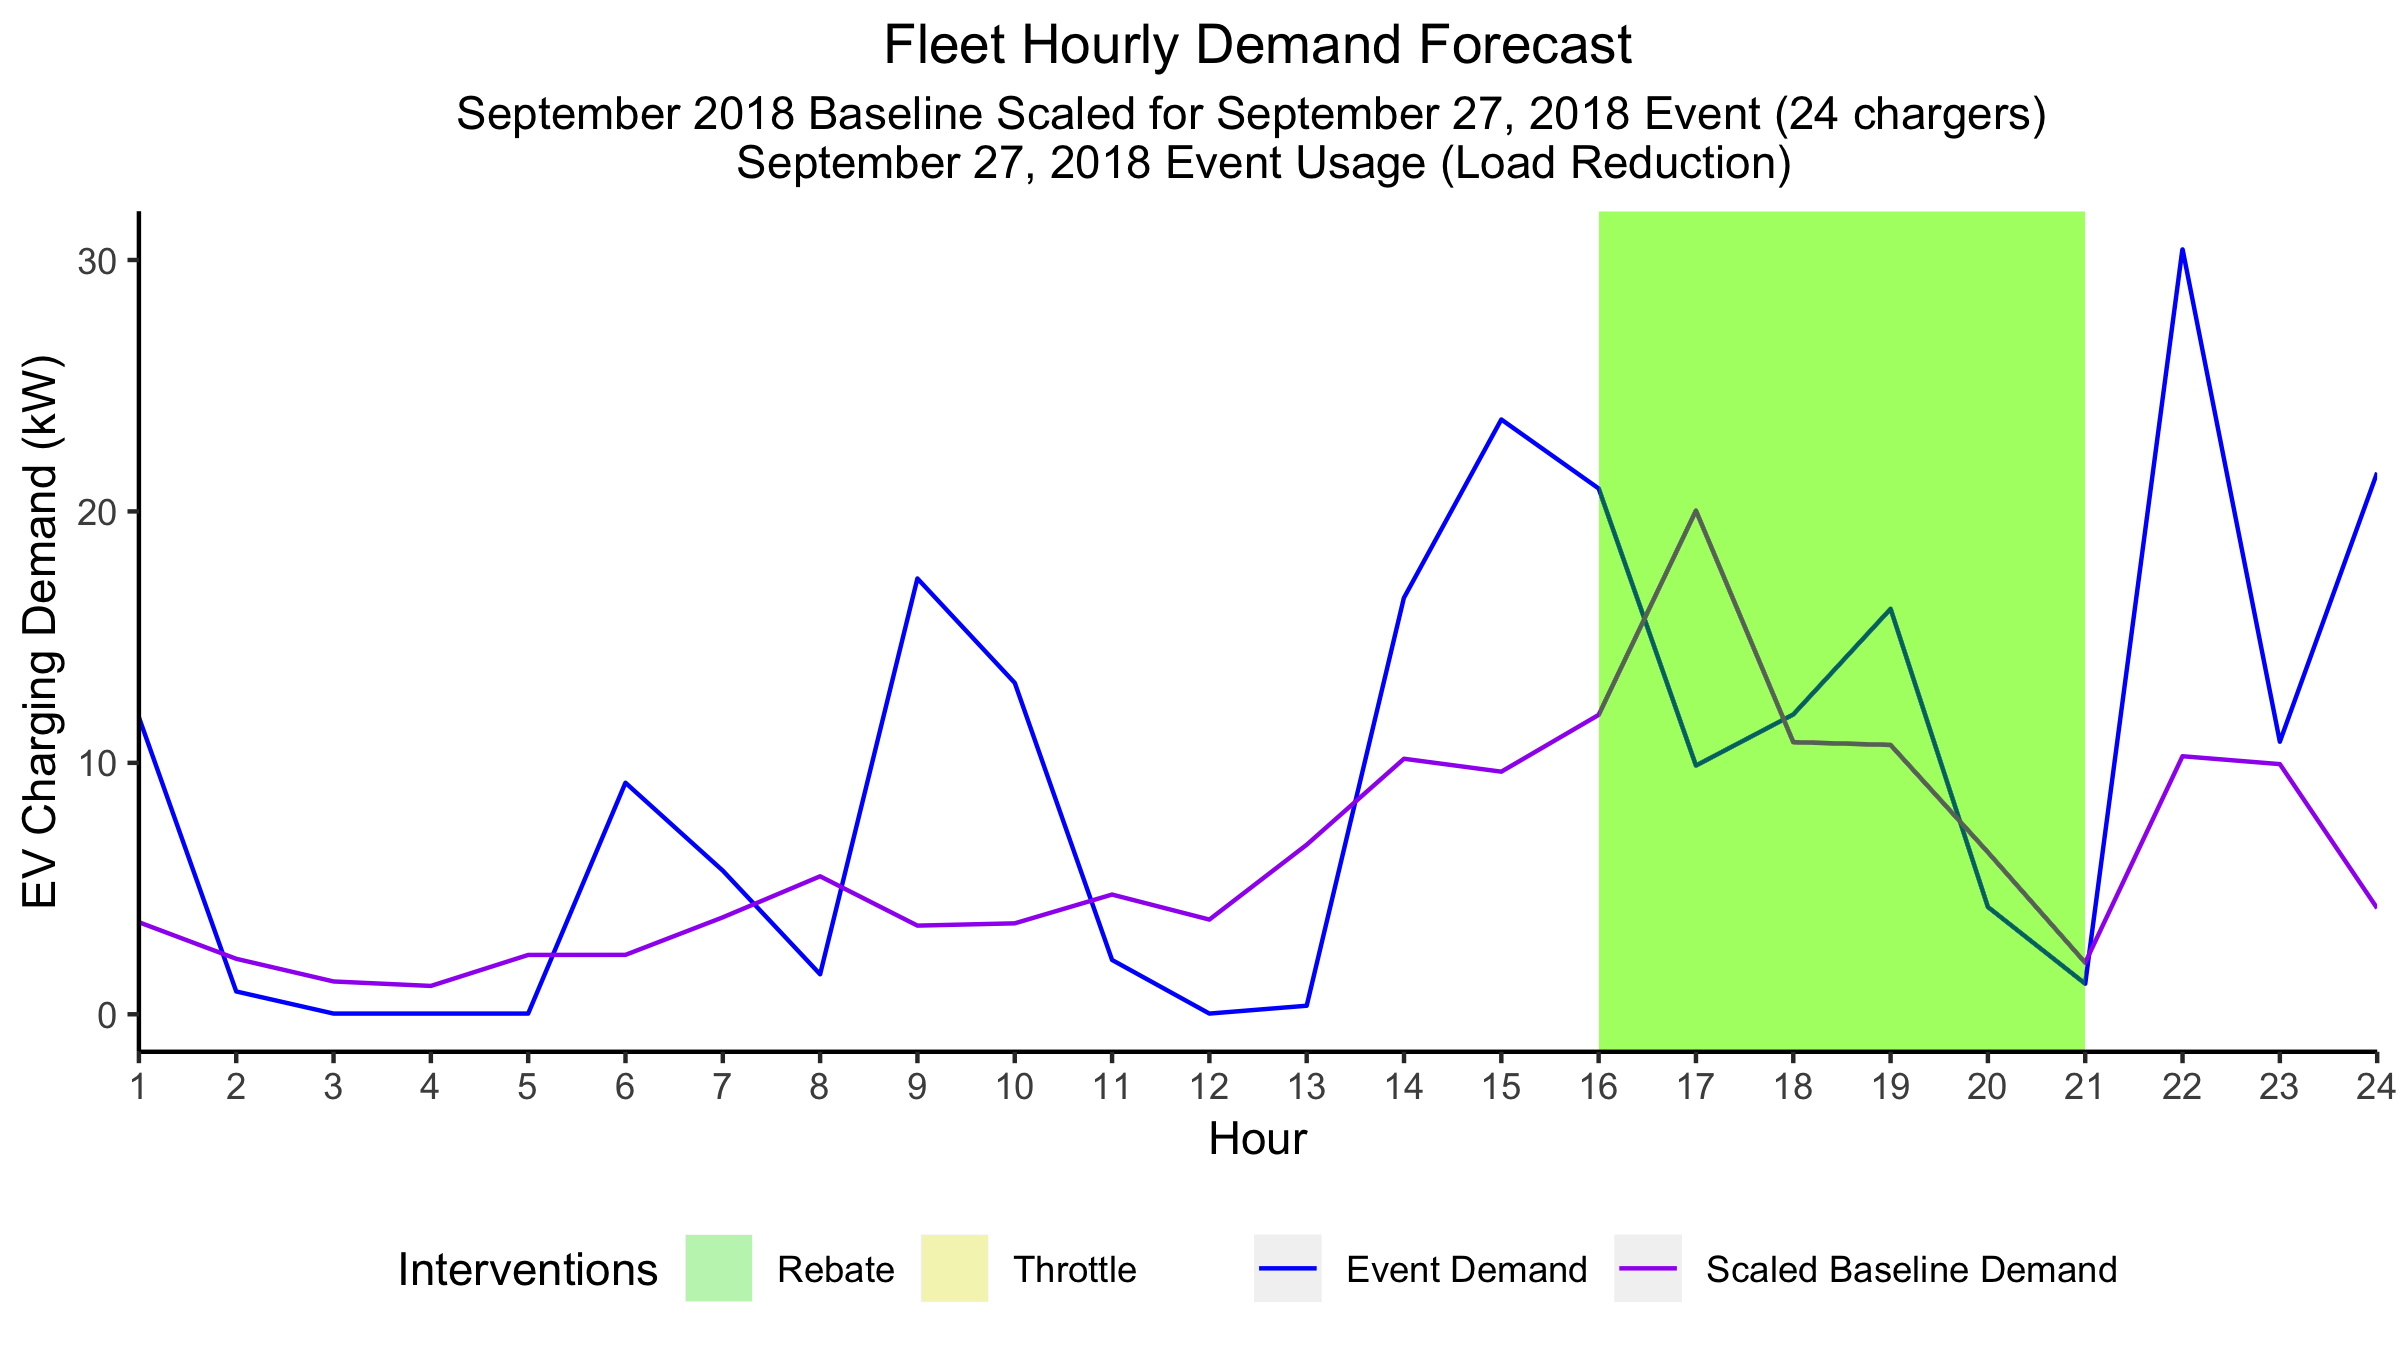 Fleet Hourly Demand Forecast
September 2018 Baseline Scaled for September 27, 2018 Event (24 chargers)
September 27, 2018 Event Usage (Load Reduction)
EV Charging Demand (kW)
30
20
10
0
1 2 3 4 5 6 7 8 9 10 11 12 13 14 15 16 17 18 19 20 21 22 23 24
Hour
Interventions Rebate Throttle Event Demand Scaled Baseline Demand